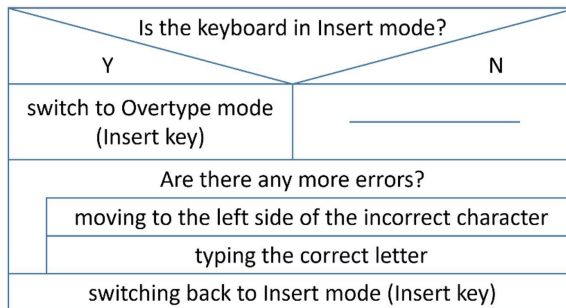 Is the keyboard in Insert mode?
Y N
switch to Overtype mode
(Insert key)
Are there any more errors?
moving to the left side of the incorrect character
typing the correct letter
switching back to Insert mode (Insert key)